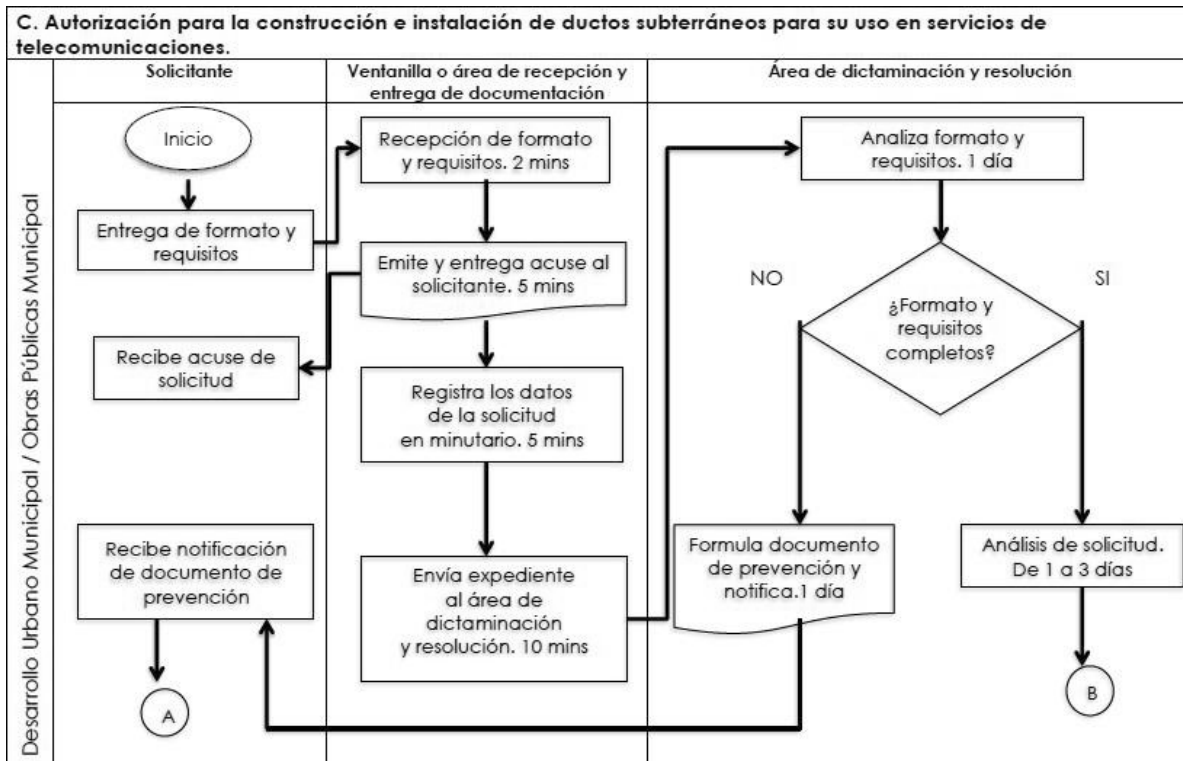 C. Autorización para la construcción e instalación de ductos subterráneos para su uso en servicios de
telecomunicaciones.
Desarrollo Urbano Municipal / Obras Públicas Municipal
Solicitante
Ventanilla o área de recepción y
entrega de documentación
Área de dictaminación y resolución
Inicio
Entrega de formato y
requisitos
Recepción de formato
y requisitos. 2 mins
Emite y entrega acuse al
solicitante. 5 mins
Recibe acuse de
solicitud
Registra los datos
de la solicitud
en minutario. 5 mins
Envía expediente
al área de
dictaminación
y resolución. 10 mins
Analiza formato y
requisitos. 1 día
¿Formato y
requisitos
completos?
NO
SI
Formula documento
de prevención y
notifica.1 día
Análisis de solicitud.
De 1 a 3 días
Recibe notificación
de documento de
prevención
A
B